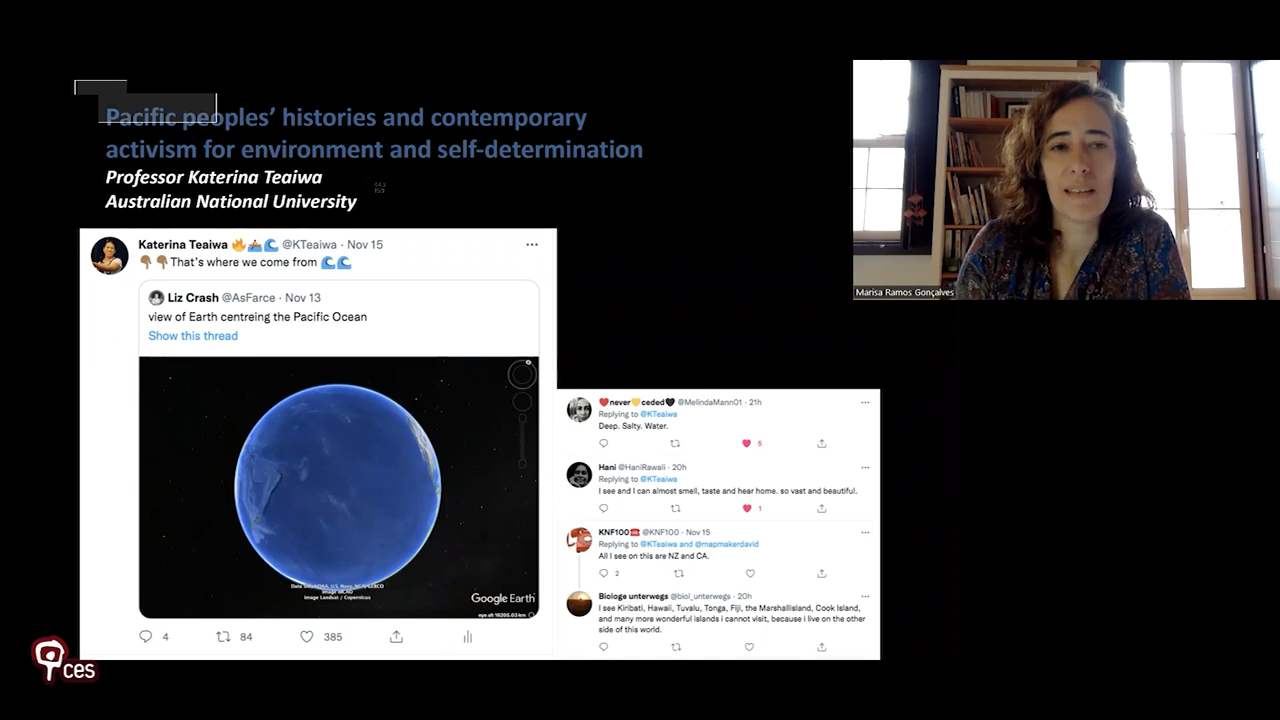 Pacific peoples’ histories and contemporary
activism for environment and self-determination
Professor Katerina Teaiwa
Australian National University
Marisa Ramos Gonçalves
Katerina Teaiwa 🔥🚣🏽🌊 @KTeaiwa · Nov 15
👇🏽👇🏽That's where we come from 🌊🌊
Liz Crash @AsFarce · Nov 13
view of Earth centreing the Pacific Ocean
Show this thread
Image Landsat / Copernicus
Google Earth
4 84 385
❤️never💛ceded🖤 @MelindaMann01 · 21h
Replying to @KTeaiwa
Deep. Salty. Water.
5
Hani @HaniRawaii · 20h
Replying to @KTeaiwa
I see and I can almost smell, taste and hear home. so vast and beautiful.
1
KNF100☎️ @KNF100 · Nov 15
Replying to @KTeaiwa and @mapmakerdavid
All I see on this are NZ and CA.
2
Biologe unterwegs @biol_unterwegs · 20h
I see Kiribati, Hawaii, Tuvalu, Tonga, Fiji, the Marshallisland, Cook Island,
and many more wonderful islands i cannot visit, because i live on the other
side of this world.
ces